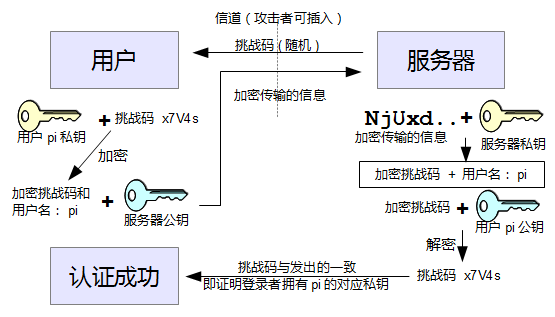 信道（攻击者可插入）
用户
挑战码（随机）
服务器
加密传输的信息
用户 pi 私钥
+
挑战码 x7V4s
加密
加密挑战码和
用户名： pi
+
服务器公钥
NjUxd..+
加密传输的信息
服务器私钥
加密挑战码 + 用户名：pi
加密挑战码 +
用户 pi 公钥
解密
挑战码 x7V4s
挑战码与发出的一致
即证明登录者拥有 pi 的对应私钥
认证成功